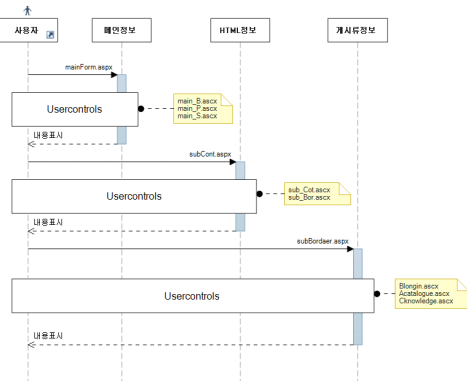 사용자
메인정보
HTML정보
게시류정보
mainForm.aspx
Usercontrols
main_B.ascx
main_P.ascx
main_S.ascx
내용표시
subCont.aspx
Usercontrols
sub_Cot.ascx
sub_Bor.ascx
내용표시
subBordaer.aspx
Usercontrols
Blongin.ascx
Acatalogue.ascx
Cknowledge.ascx
내용표시